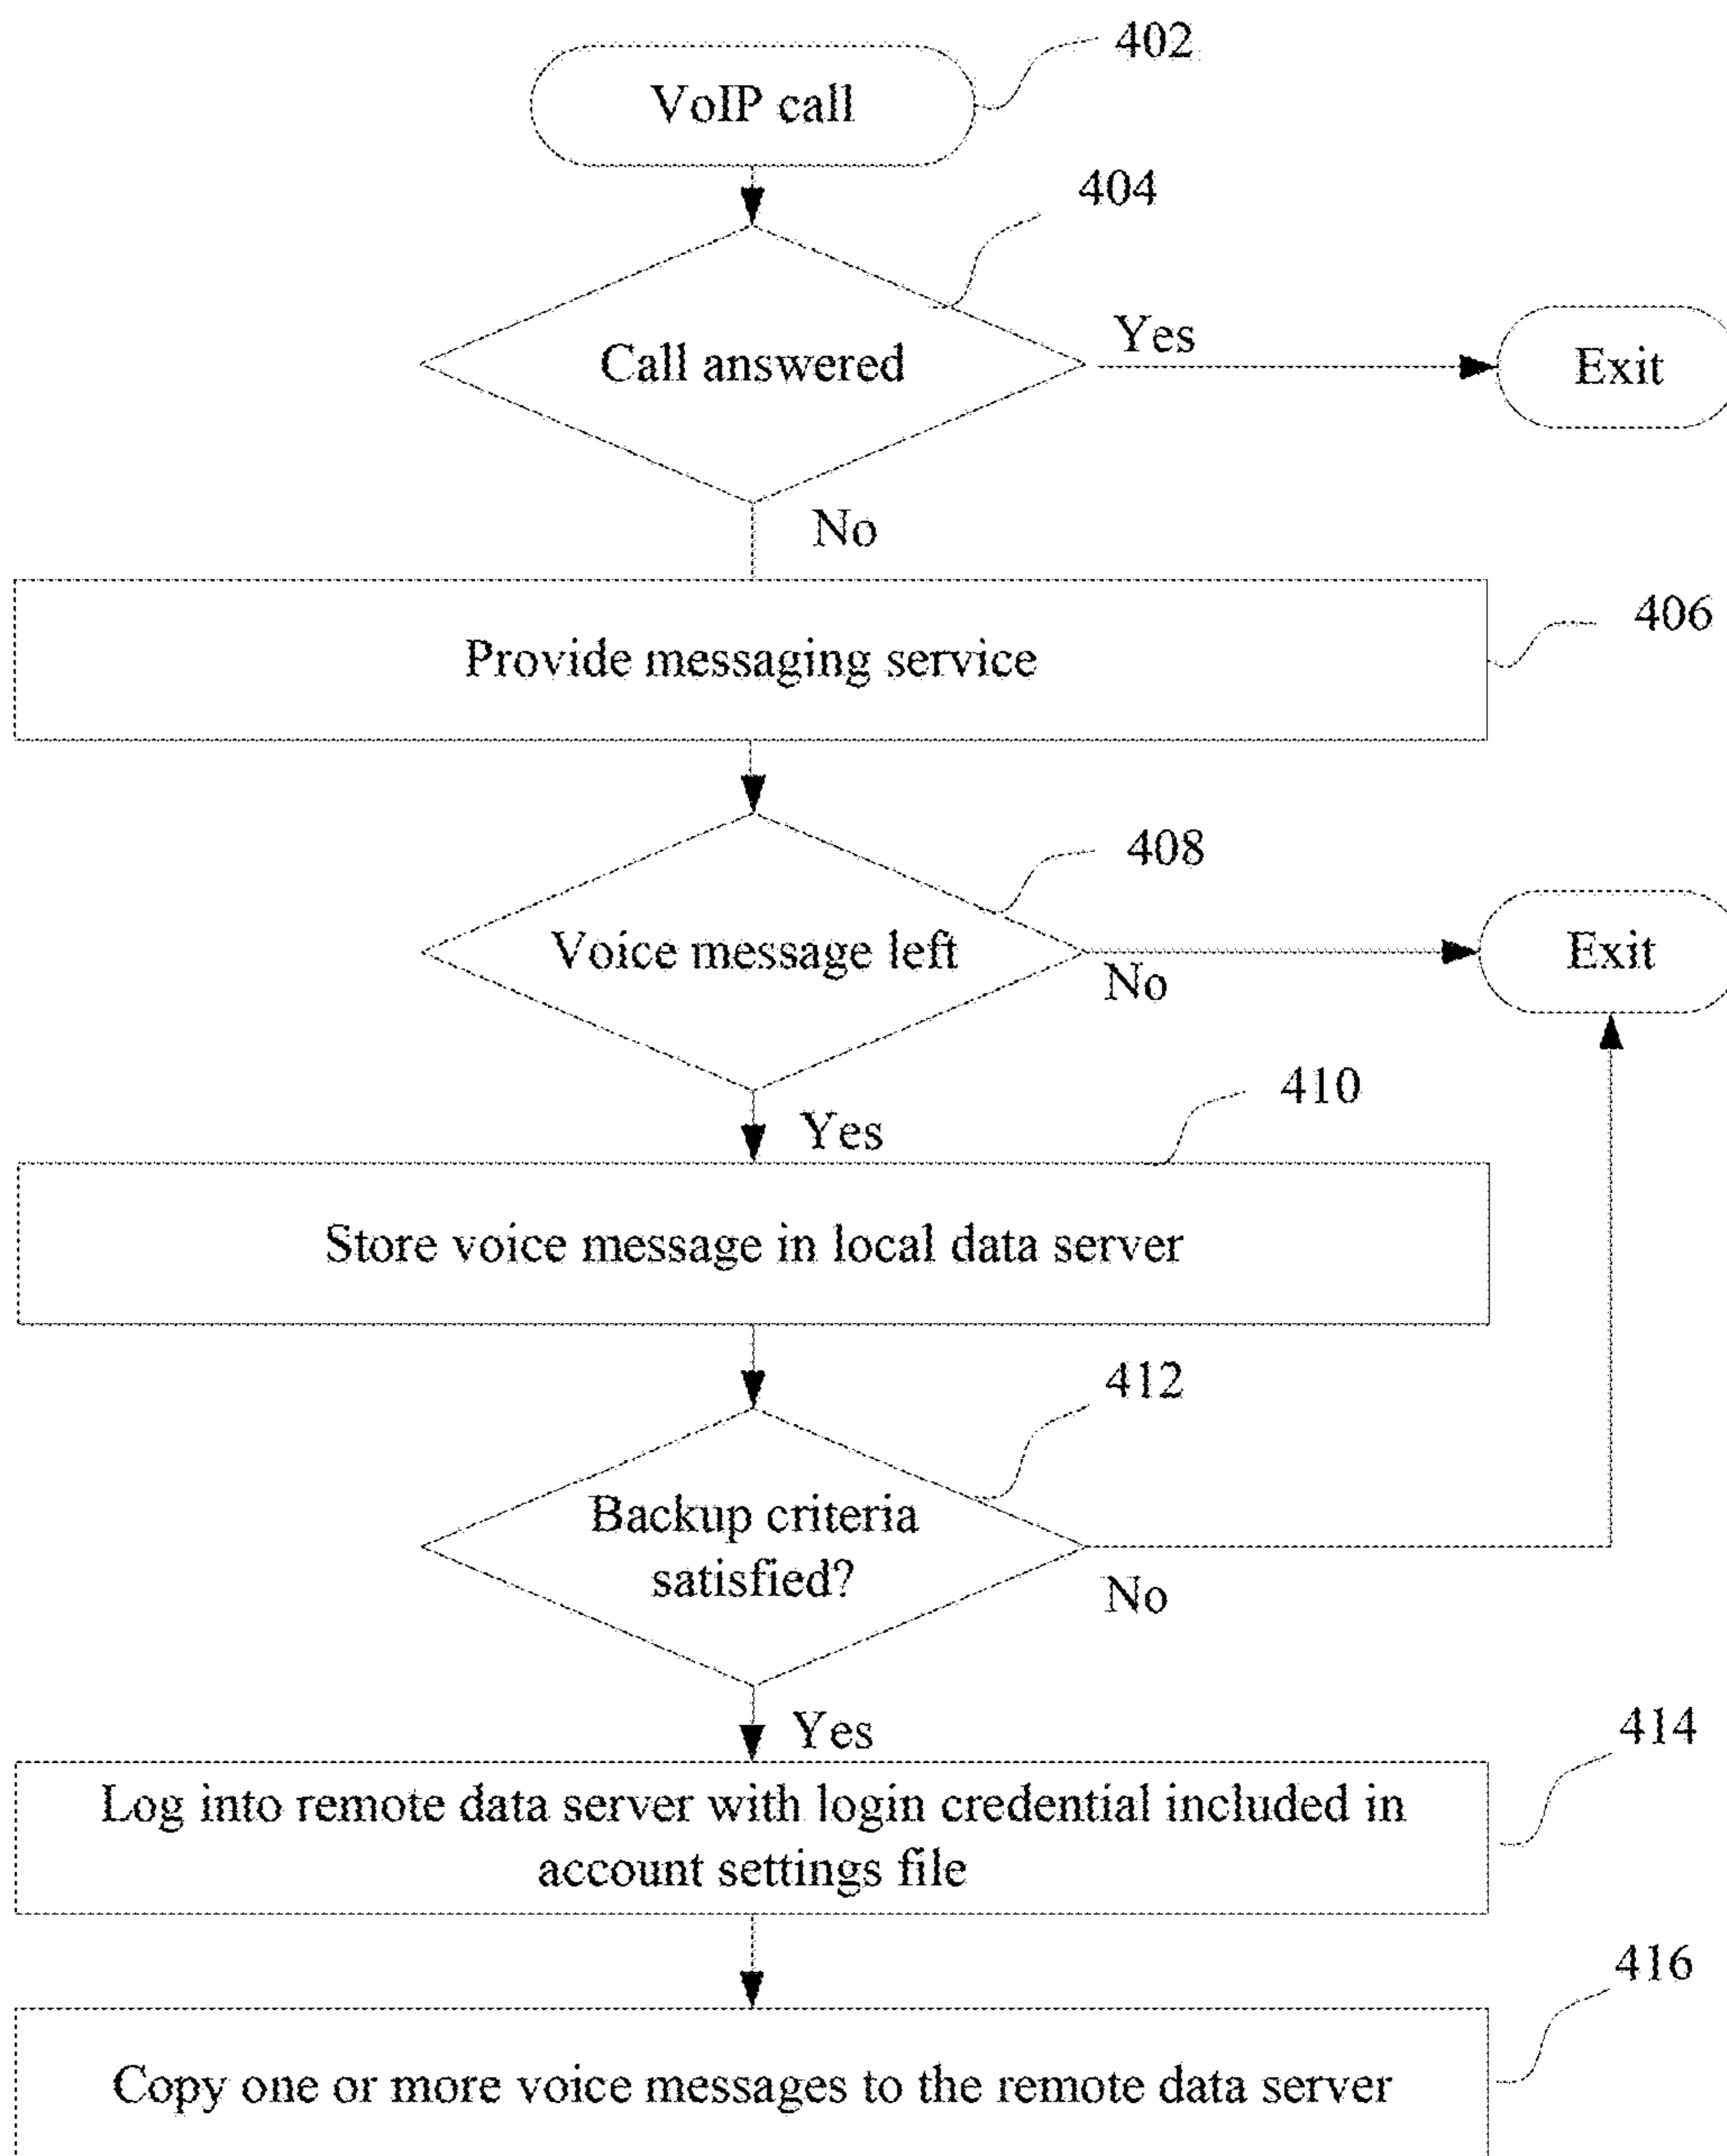 402
VoIP call
404
Call answered
Yes
Exit
No
406
Provide messaging service
408
Voice message left
No
Exit
Yes
410
Store voice message in local data server
412
Backup criteria
satisfied?
No
Yes
414
Log into remote data server with login credential included in
account settings file
416
Copy one or more voice messages to the remote data server